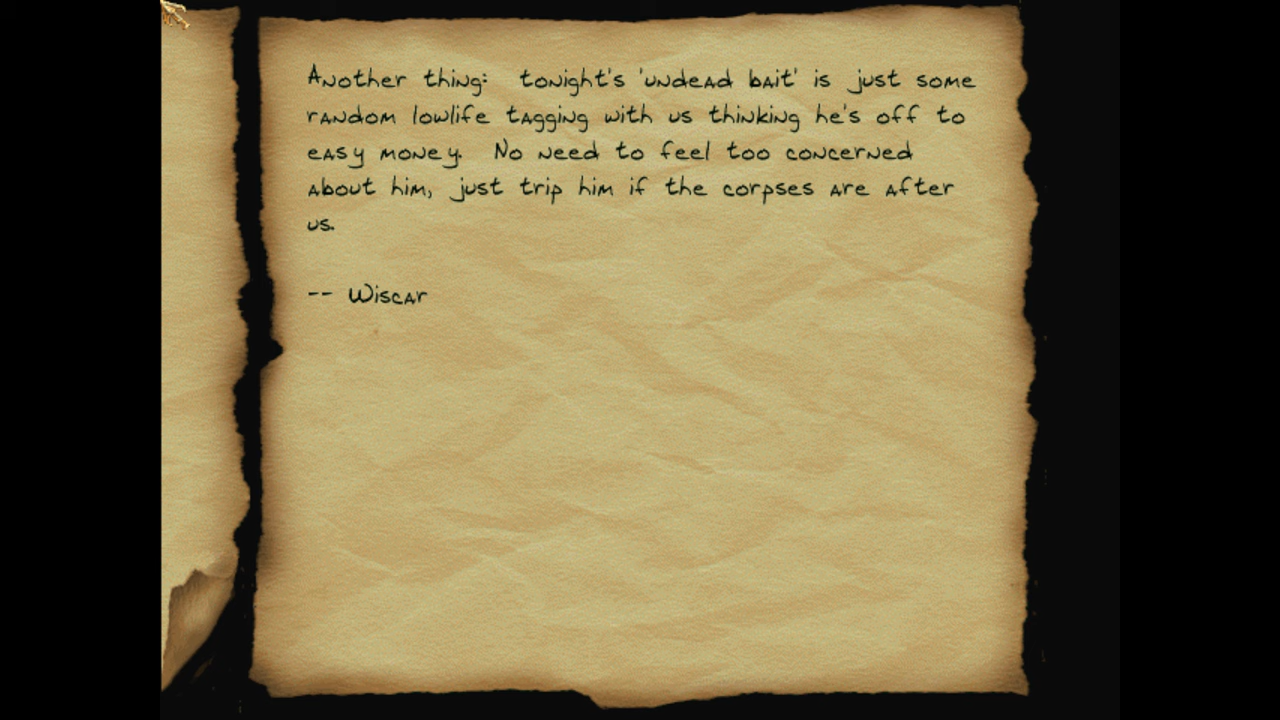 Another thing:  tonight's 'undead bait' is just some
random lowlife tagging with us thinking he's off to
easy money.  No need to feel too concerned
about him, just trip him if the corpses are after
us.
-- Wiscar